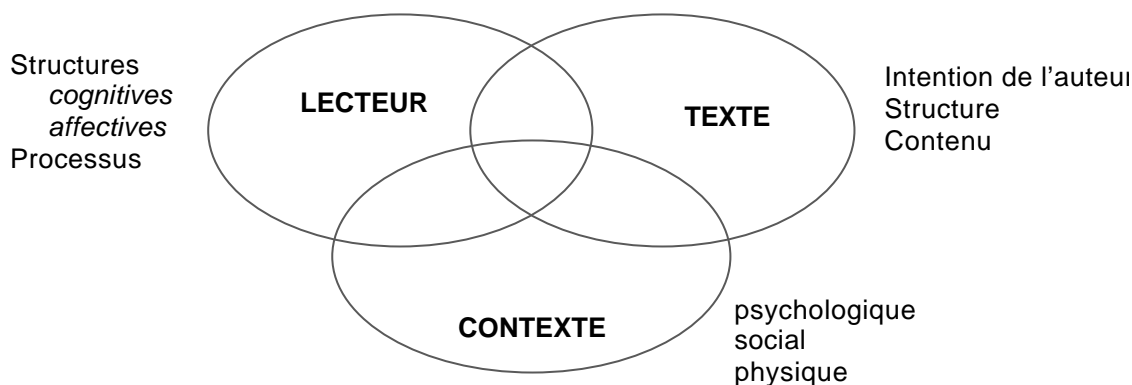 Structures
cognitives
affectives
Processus
LECTEUR
TEXTE
Intention de l'auteur
Structure
Contenu
CONTEXTE
psychologique
social
physique